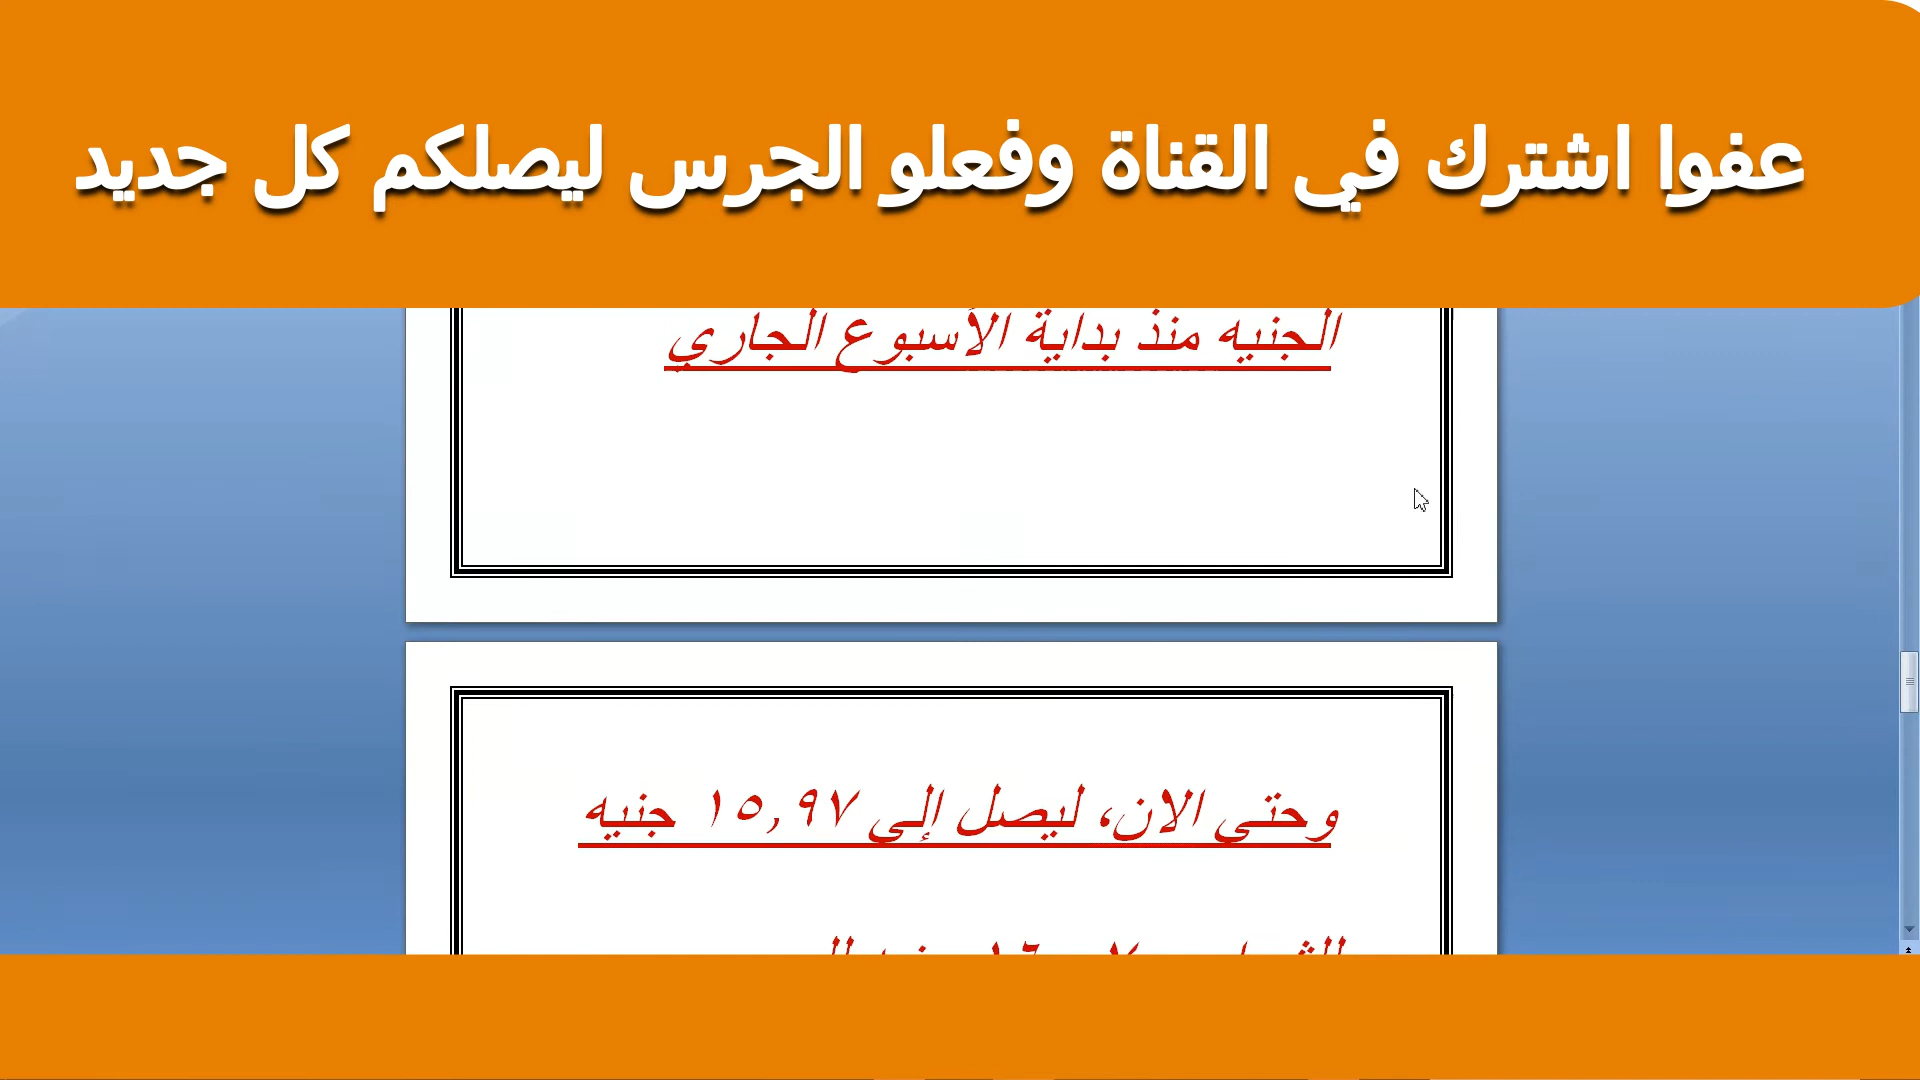 عفوا اشترك في القناة وفعلو الجرس ليصلكم كل جديد
الجنيه منذ بداية الأسبوع الجاري
وحتى الان، ليصل إلى ١٥,٩٧ جنيه